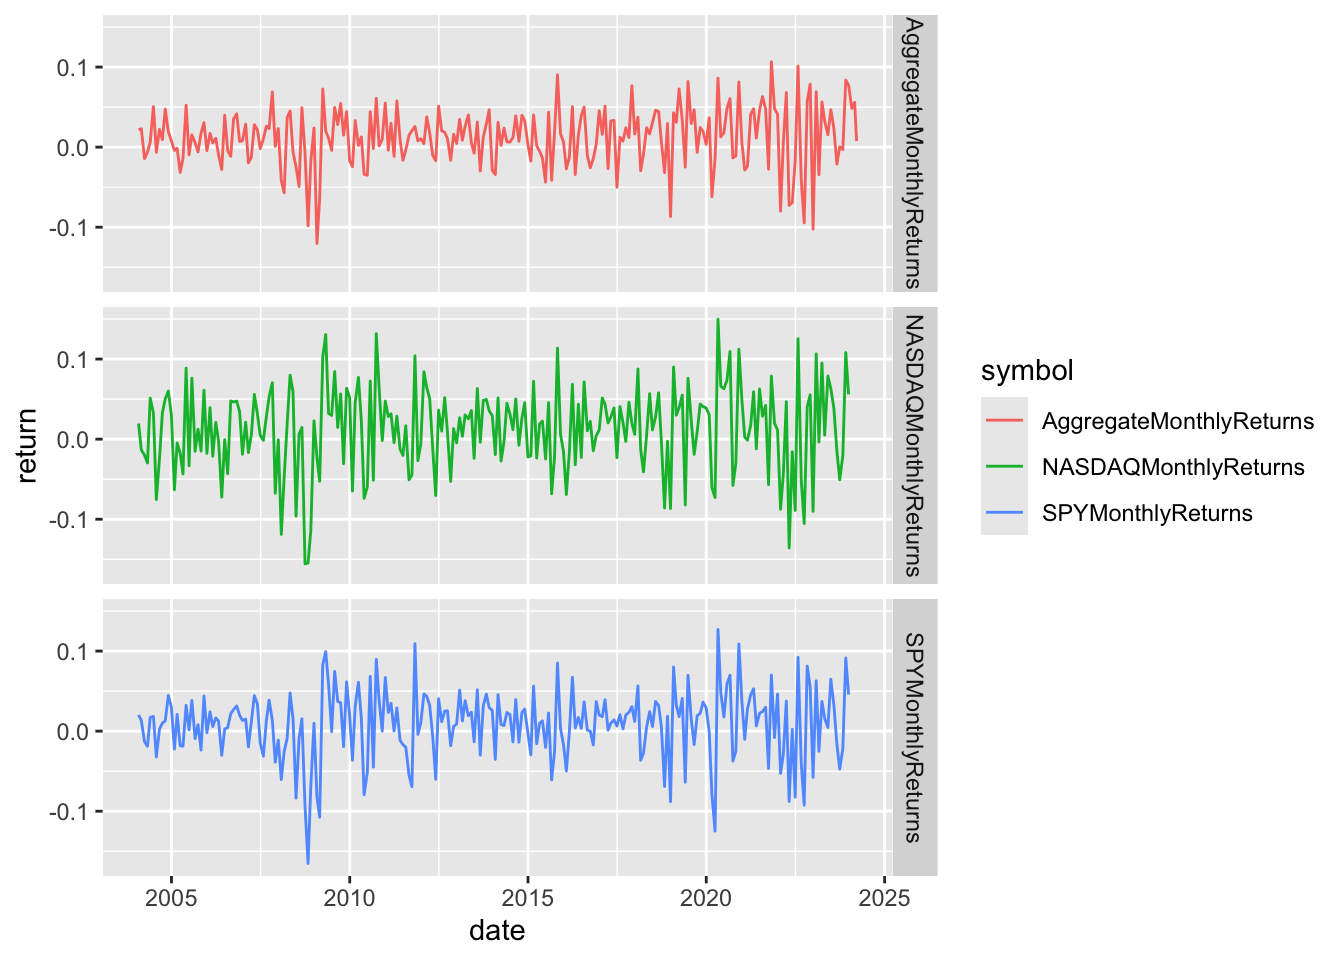 0.1
0.0
-0.1
AggregateMonthlyReturns
0.1
0.0
-0.1
NASDAQMonthlyReturns
0.1
0.0
-0.1
SPYMonthlyReturns
return
2005 2010 2015 2020 2025
date
symbol
AggregateMonthlyReturns
NASDAQMonthlyReturns
SPYMonthlyReturns